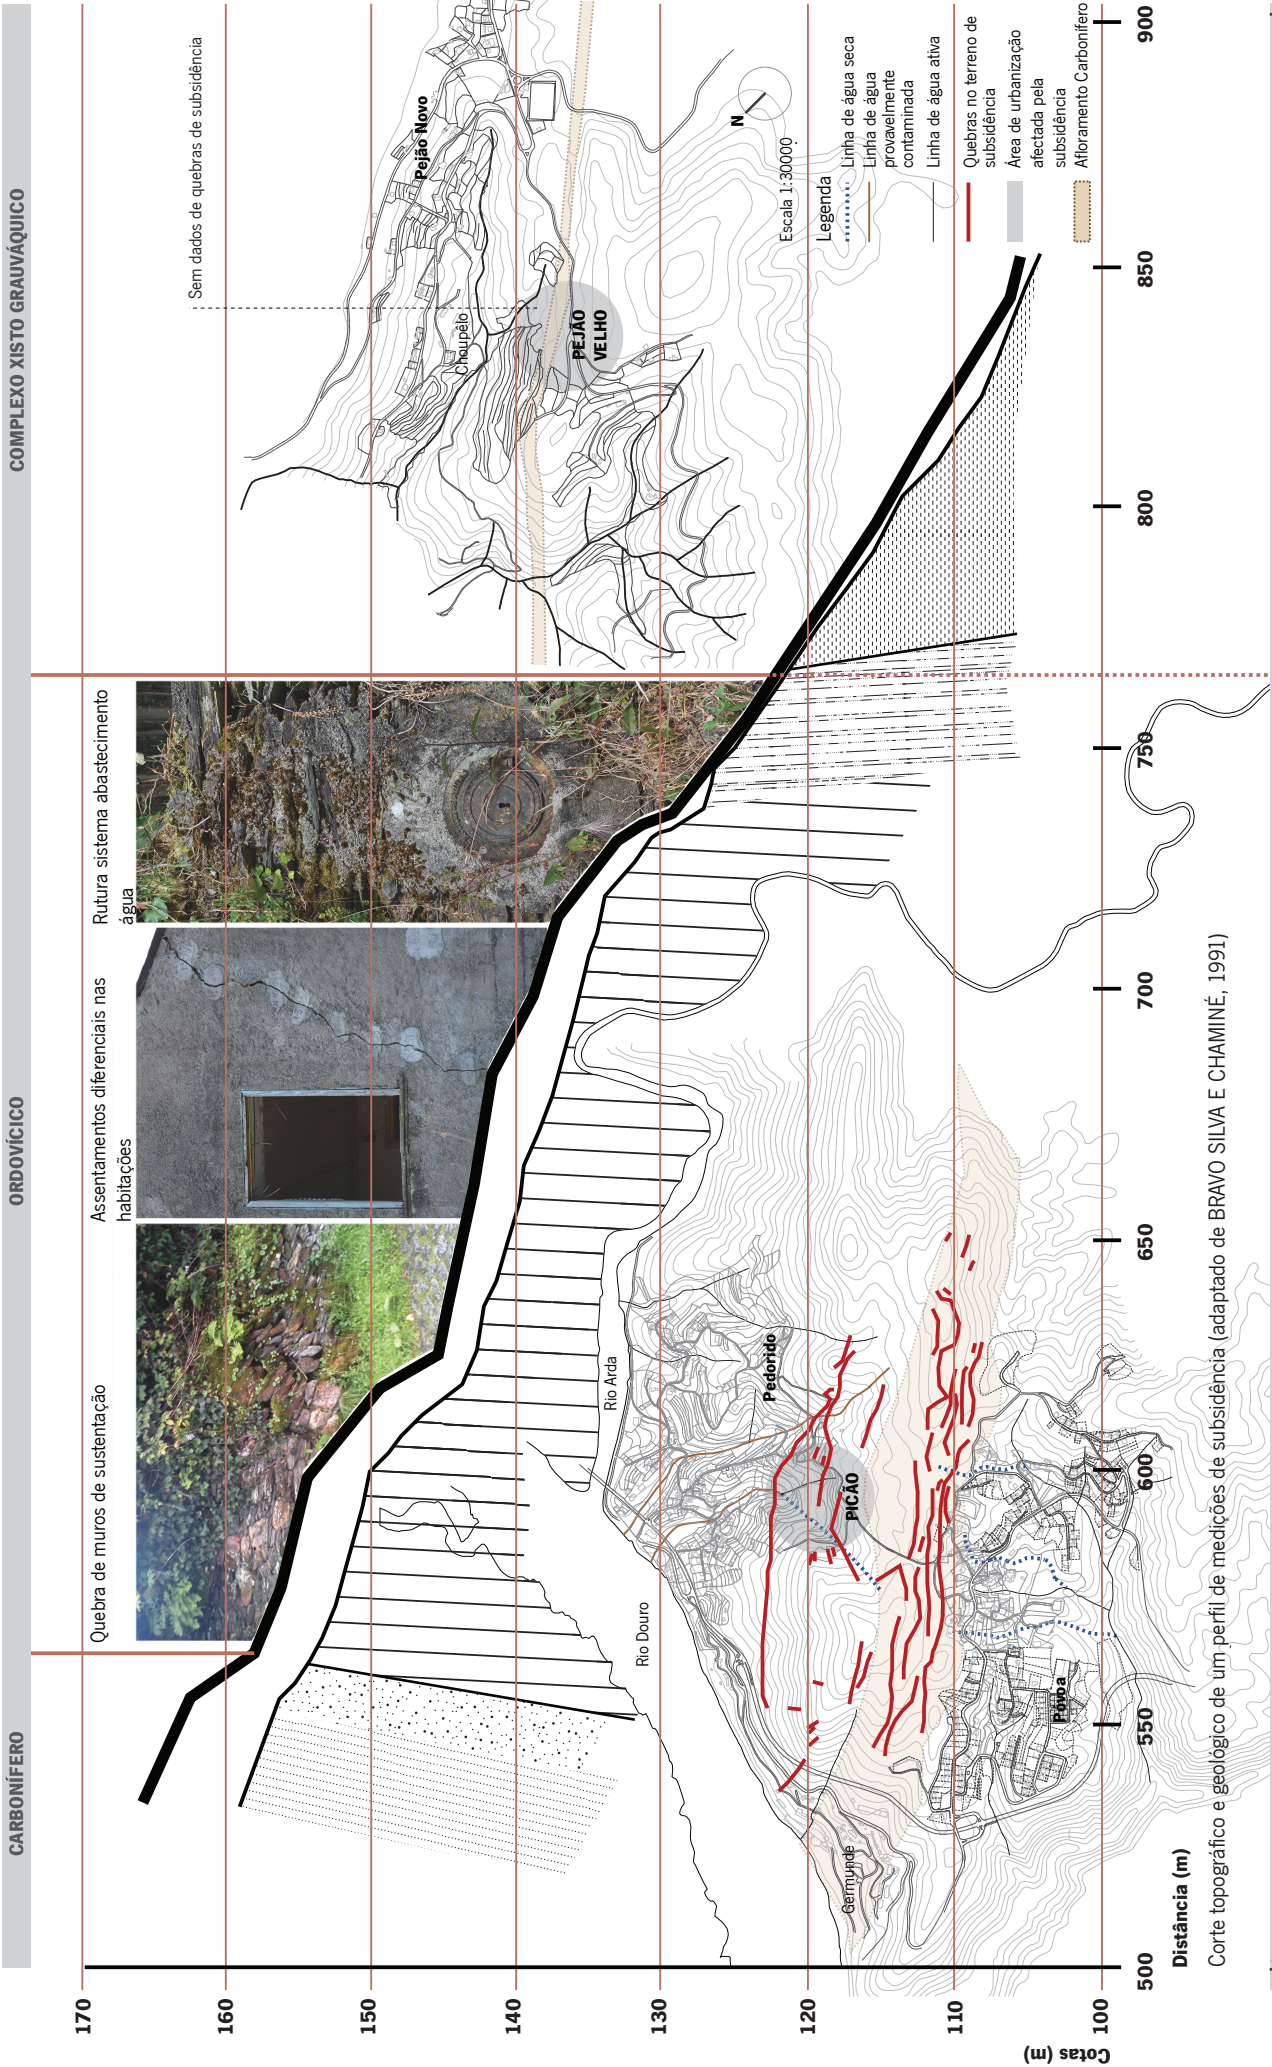 CARBONÍFERO
ORDOVÍCICO
COMPLEXO XISTO GRAUVÁQUICO
Quebra de muros de sustentação
Assentamentos diferenciais nas
habitações
Rutura sistema abastecimento
água
Sem dados de quebras de subsidência
Pejão Novo
Choupêlo
PEJÃO
VELHO
N
Escala 1:30000
Legenda
Linha de água seca
Linha de água
provavelmente
contaminada
Linha de água ativa
Quebras no terreno de
subsidência
Área de urbanização
afectada pela
subsidência
Afloramento Carbonífero
Rio Arda
Rio Douro
Pedorido
PICÃO
Germunde
Póvoa
170
160
150
140
130
120
110
100
Cotas (m)
500
550
600
650
700
750
800
850
900
Distância (m)
Corte topográfico e geológico de um perfil de medições de subsidência (adaptado de BRAVO SILVA E CHAMINÉ, 1991)